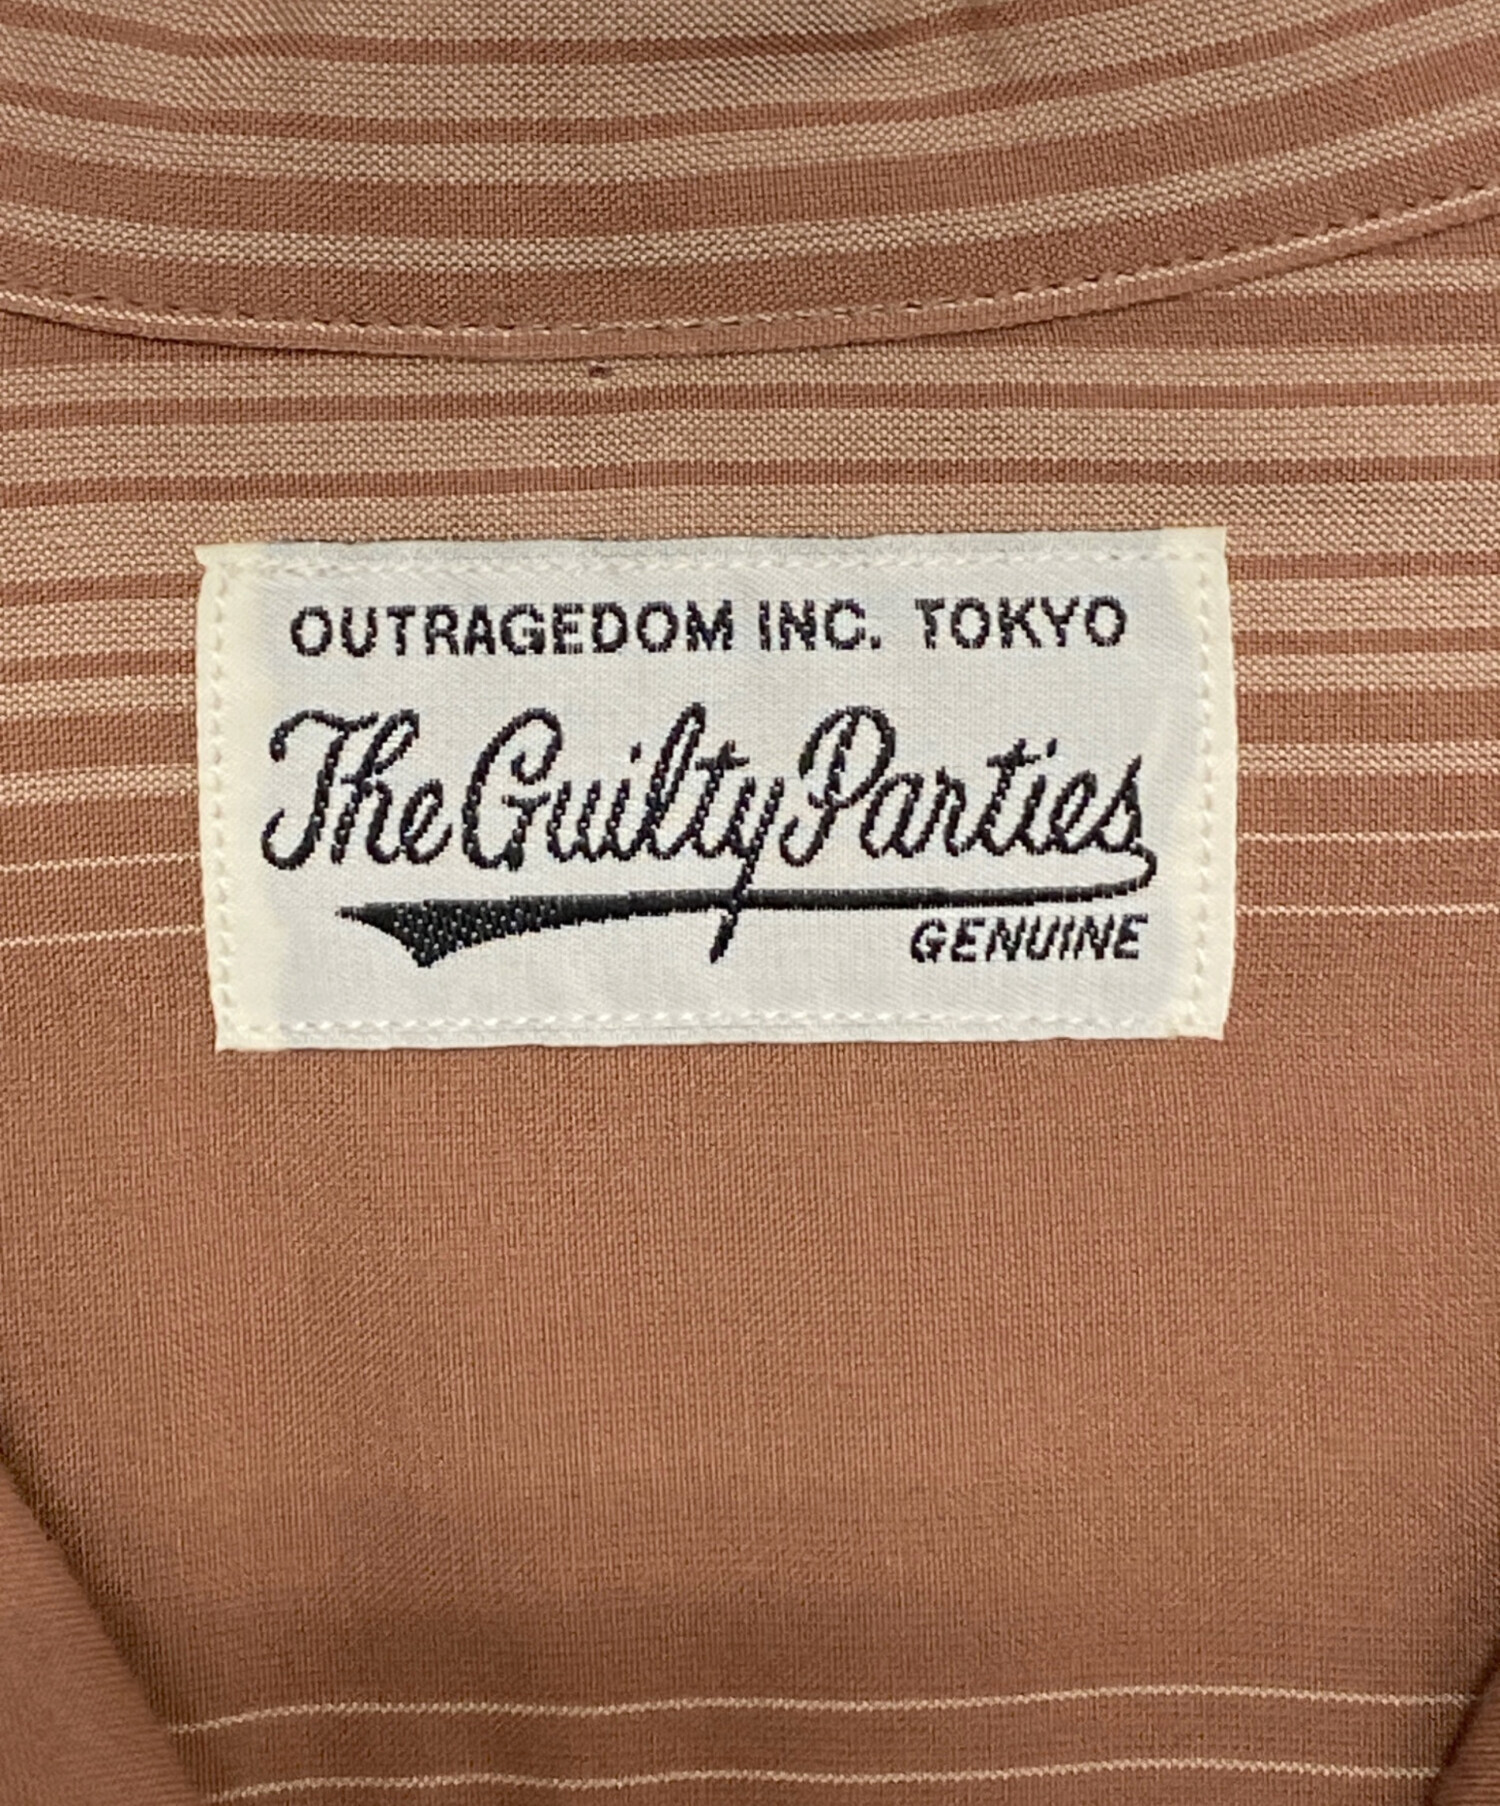 OUTRAGEDOM INC. TOKYO
The Guilty Parties
GENUINE